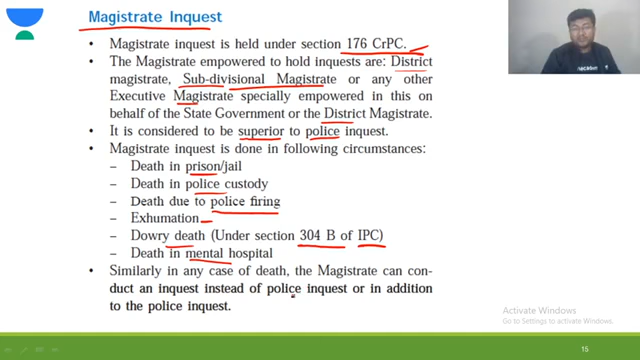 Magistrate Inquest
• Magistrate inquest is held under section 176 CrPC.
• The Magistrate empowered to hold inquests are: District
magistrate, Sub-divisional Magistrate or any other
Executive Magistrate specially empowered in this on
behalf of the State Government or the District Magistrate.
• It is considered to be superior to police inquest.
• Magistrate inquest is done in following circumstances:
– Death in prison/jail
– Death in police custody
– Death due to police firing
– Exhumation
– Dowry death (Under section 304 B of IPC)
– Death in mental hospital
• Similarly in any case of death, the Magistrate can con-
duct an inquest instead of police inquest or in addition
to the police inquest.
Activate Windows
Go to Settings to activate Windows.
15